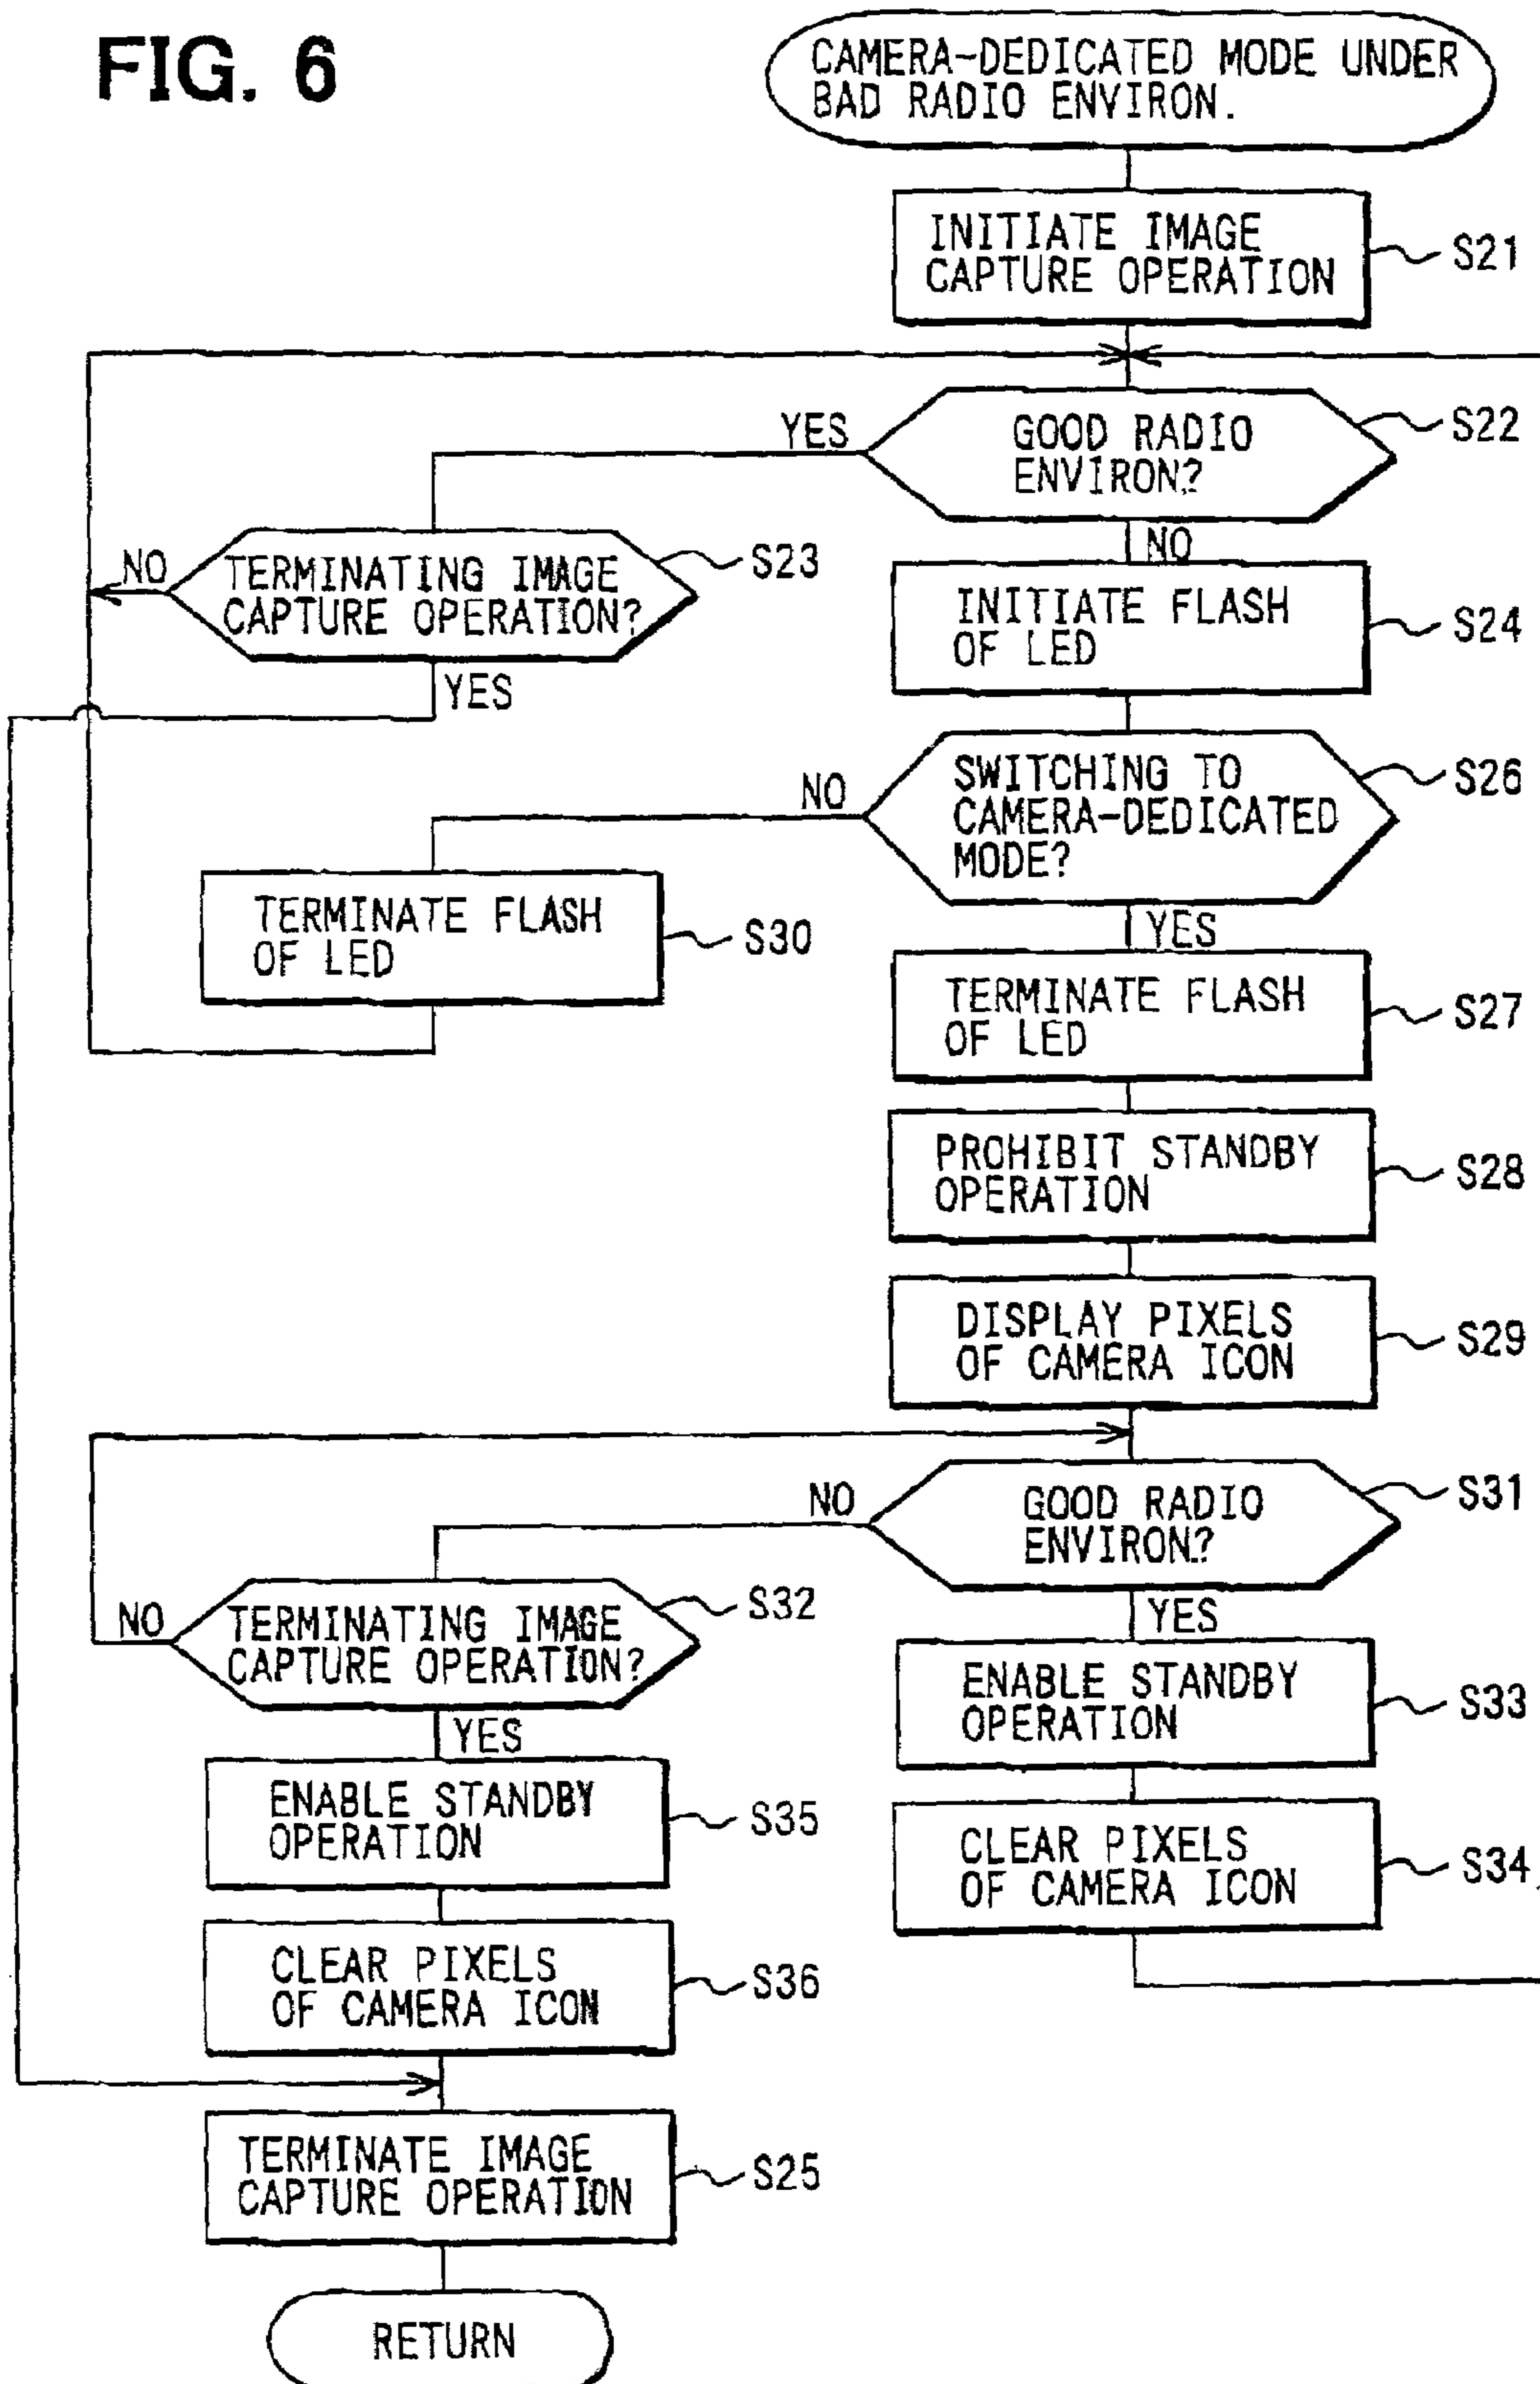 FIG. 6
CAMERA-DEDICATED MODE UNDER
BAD RADIO ENVIRON.
INITIATE IMAGE
CAPTURE OPERATION
S21
GOOD RADIO
ENVIRON?
S22
YES
NO
TERMINATING IMAGE
CAPTURE OPERATION?
S23
NO
YES
INITIATE FLASH
OF LED
S24
SWITCHING TO
CAMERA-DEDICATED
MODE?
S26
NO
YES
TERMINATE FLASH
OF LED
S30
TERMINATE FLASH
OF LED
S27
PROHIBIT STANDBY
OPERATION
S28
DISPLAY PIXELS
OF CAMERA ICON
S29
GOOD RADIO
ENVIRON?
S31
NO
YES
TERMINATING IMAGE
CAPTURE OPERATION?
S32
NO
YES
ENABLE STANDBY
OPERATION
S33
ENABLE STANDBY
OPERATION
S35
CLEAR PIXELS
OF CAMERA ICON
S34
CLEAR PIXELS
OF CAMERA ICON
S36
TERMINATE IMAGE
CAPTURE OPERATION
S25
RETURN